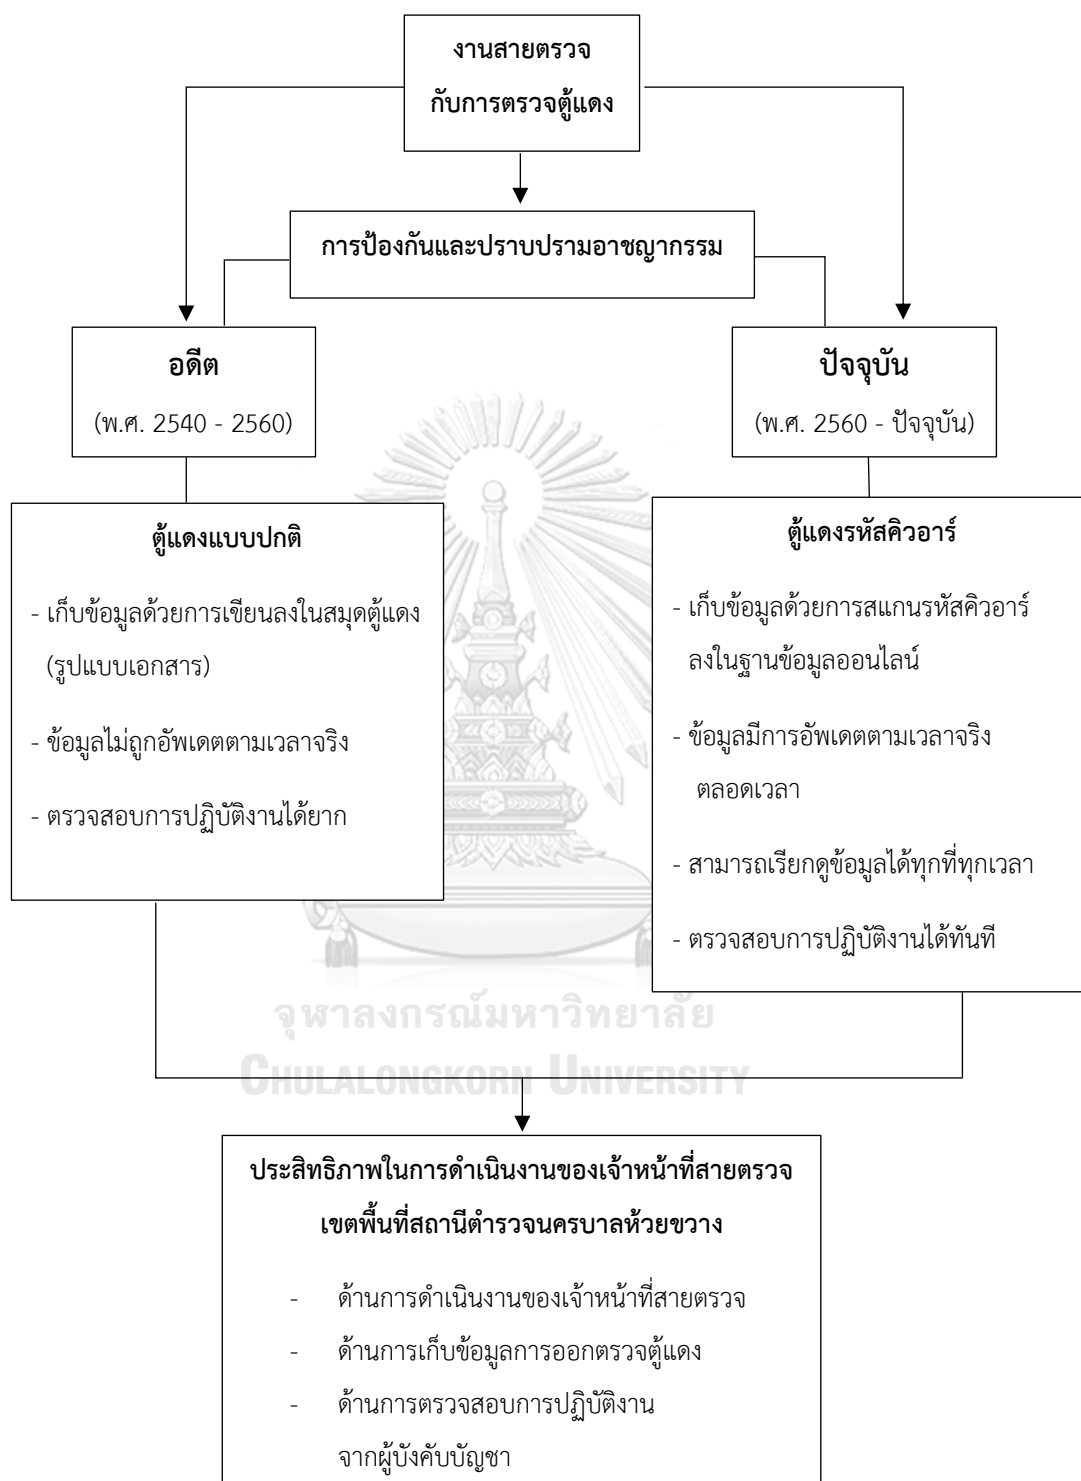 งานสายตรวจ
กับการตรวจตู้แดง
การป้องกันและปราบปรามอาชญากรรม
อดีต
(พ.ศ. 2540 - 2560)
ปัจจุบัน
(พ.ศ. 2560 - ปัจจุบัน)
ตู้แดงแบบปกติ
- เก็บข้อมูลด้วยการเขียนลงในสมุดตู้แดง
(รูปแบบเอกสาร)
- ข้อมูลไม่ถูกอัพเดตตามเวลาจริง
- ตรวจสอบการปฏิบัติงานได้ยาก
ตู้แดงรหัสคิวอาร์
- เก็บข้อมูลด้วยการสแกนรหัสคิวอาร์
ลงในฐานข้อมูลออนไลน์
- ข้อมูลมีการอัพเดตตามเวลาจริง
ตลอดเวลา
- สามารถเรียกดูข้อมูลได้ทุกที่ทุกเวลา
- ตรวจสอบการปฏิบัติงานได้ทันที
จุฬาลงกรณ์มหาวิทยาลัย
CHULALONGKORN UNIVERSITY
ประสิทธิภาพในการดำเนินงานของเจ้าหน้าที่สายตรวจ
เขตพื้นที่สถานีตำรวจนครบาลห้วยขวาง
- ด้านการดำเนินงานของเจ้าหน้าที่สายตรวจ
- ด้านการเก็บข้อมูลการออกตรวจตู้แดง
- ด้านการตรวจสอบการปฏิบัติงาน
จากผู้บังคับบัญชา